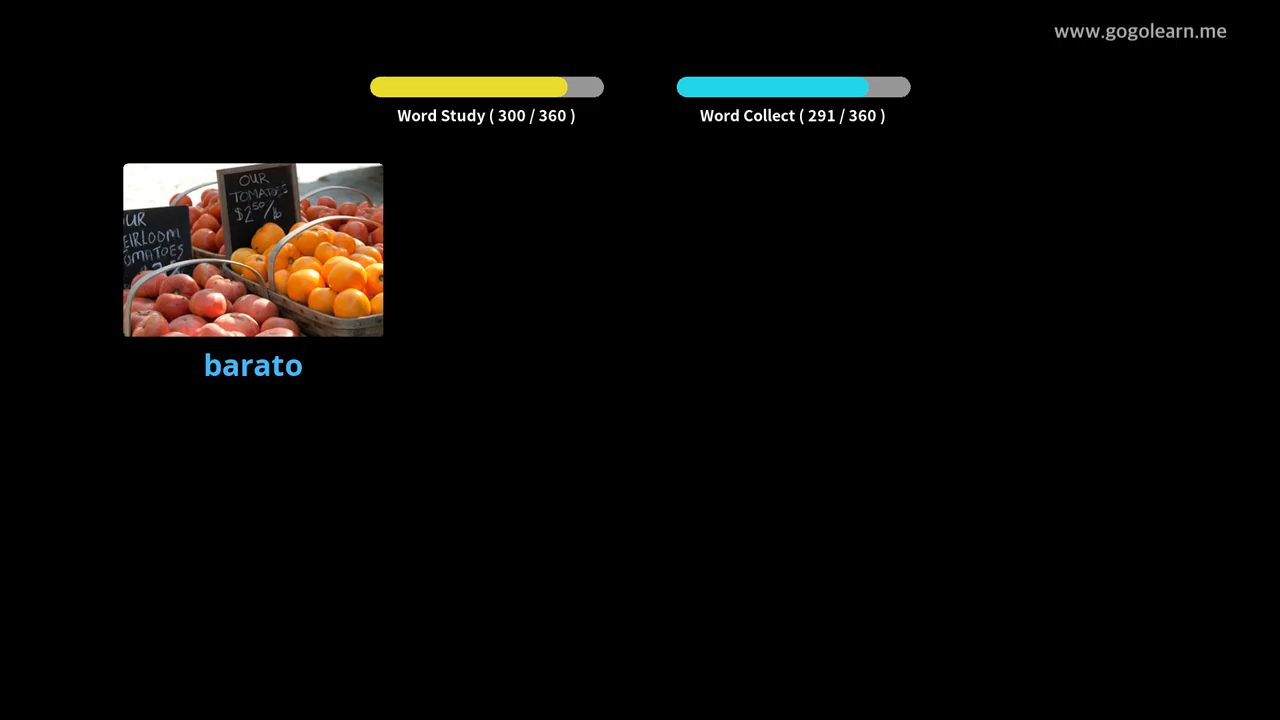 www.gogolearn.me
Word Study ( 300 / 360 )
Word Collect ( 291 / 360 )
OUR
TOMATOES
$2.50/lb
UR
EIRLOOM
OMATOES
barato